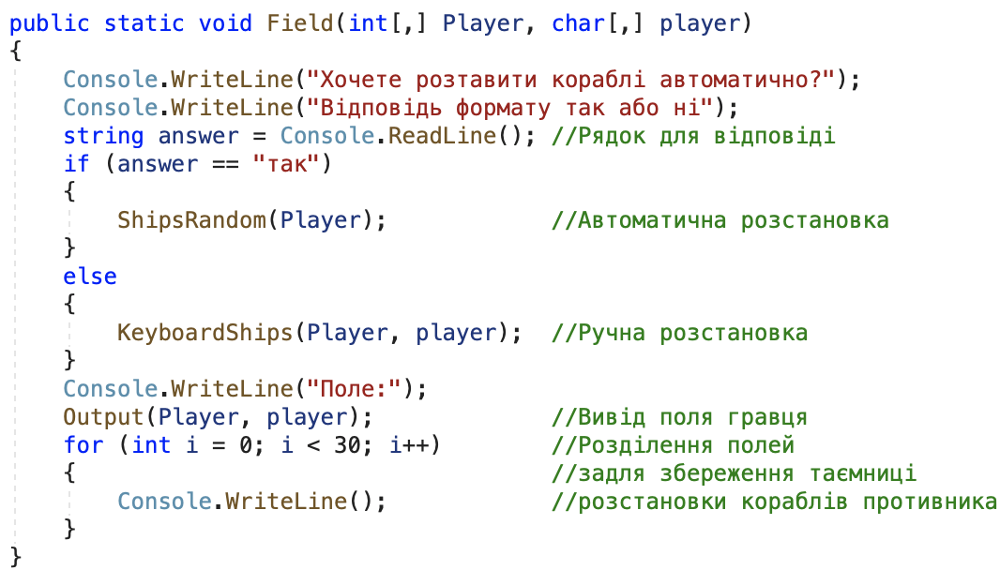 public static void Field(int[,] Player, char[,] player)
{
    Console.WriteLine("Хочете розтавити кораблі автоматично?");
    Console.WriteLine("Відповідь формату так або ні");
    string answer = Console.ReadLine(); //Рядок для відповіді
    if (answer == "так")
    {
        ShipsRandom(Player);            //Автоматична розстановка
    }
    else
    {
        KeyboardShips(Player, player);  //Ручна розстановка
    }
    Console.WriteLine("Поле:");
    Output(Player, player);             //Вивід поля гравця
    for (int i = 0; i < 30; i++)        //Розділення полей
    {                                   //задля збереження таємниці
        Console.WriteLine();            //розстановки кораблів противника
    }
}